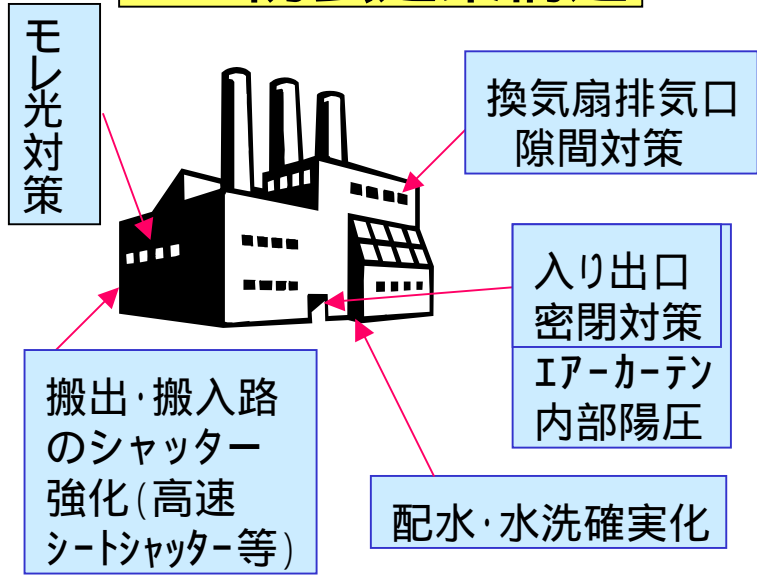 モレ光対策
換気扇排気口
隙間対策
入り出口
密閉対策
エアーカーテン
内部陽圧
搬出・搬入路
のシャッター
強化(高速
シートシャッター等)
配水・水洗確実化